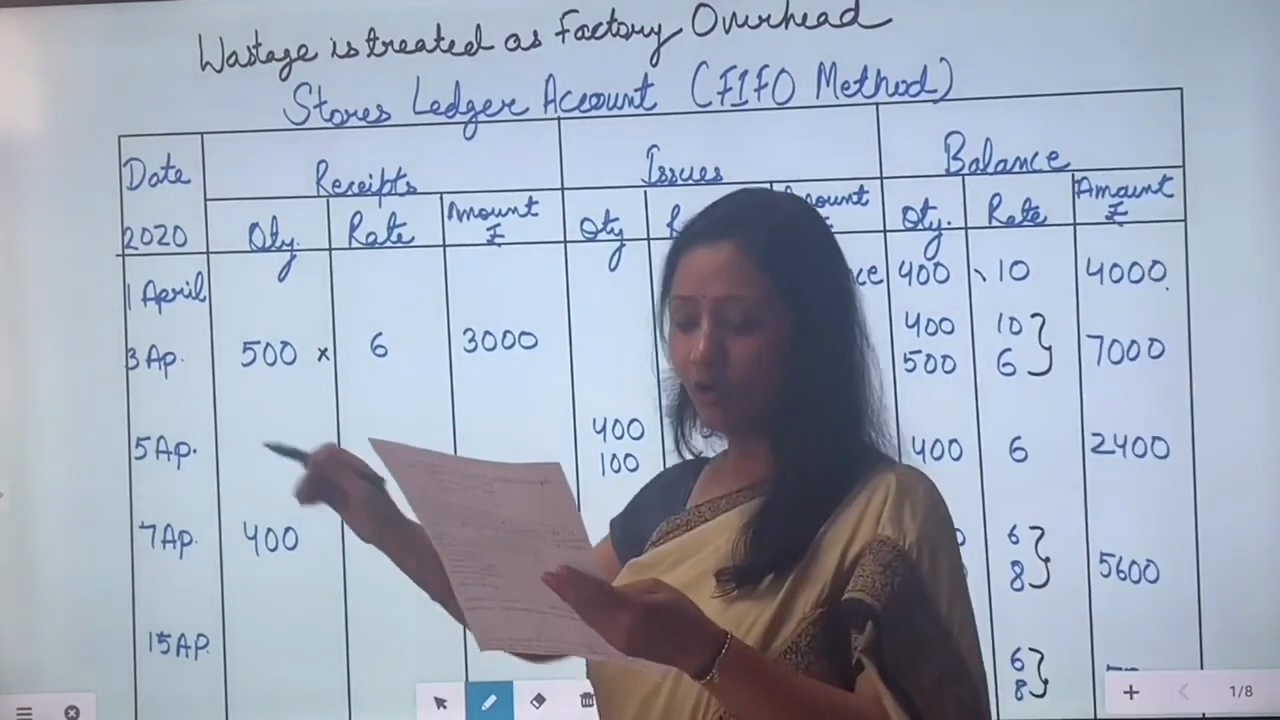 Wastage is treated as Factory Overhead
Stores Ledger Account (FIFO Method)
Date Receipts Issues Balance
2020 Qty. Rate Amount ₹ Qty Qty. Rate Amount ₹
1 April 400 10 4000
3 Ap. 500 × 6 3000 400 10
500 6 7000
5 Ap. 400
100 400 6 2400
7 Ap. 400 6
8 5600
15 AP. 6
8
1/8